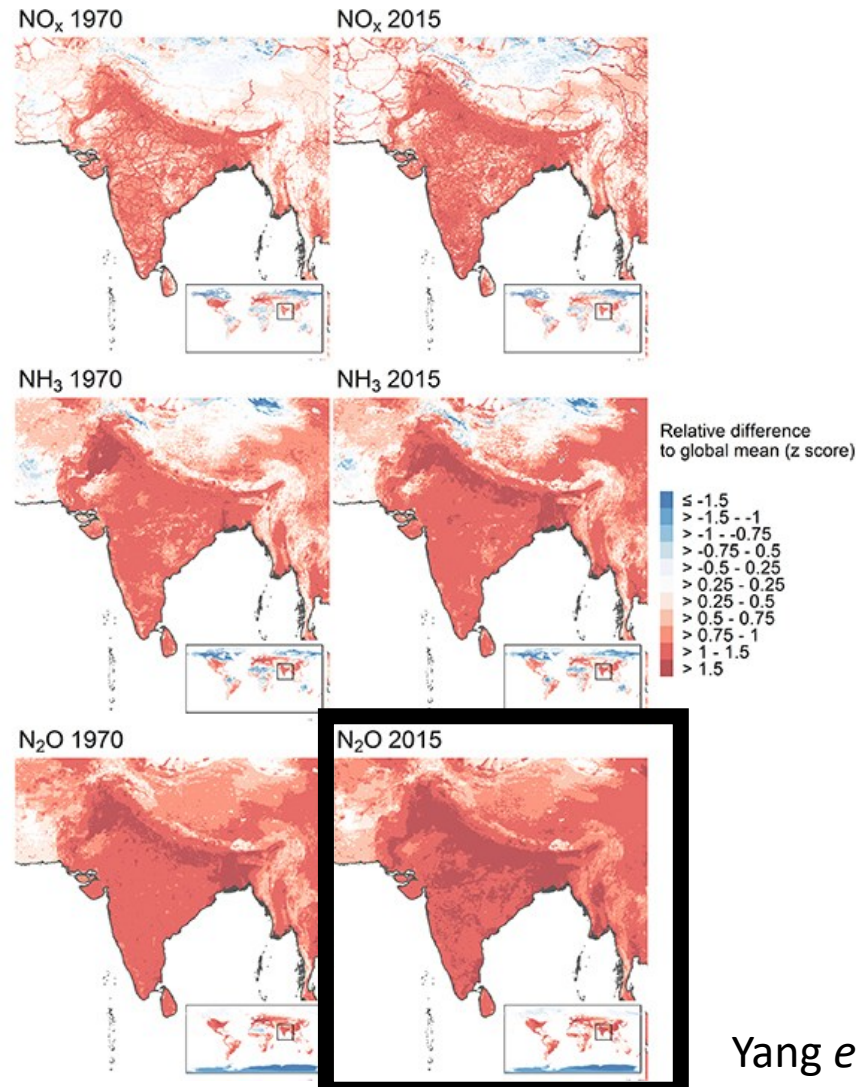 NOₓ 1970
NOₓ 2015
NH₃ 1970
NH₃ 2015
Relative difference
to global mean (z score)
≤ -1.5
> -1.5 - -1
> -1 - -0.75
> -0.75 - 0.5
> -0.5 - 0.25
> 0.25 - 0.25
> 0.25 - 0.5
> 0.5 - 0.75
> 0.75 - 1
> 1 - 1.5
> 1.5
N₂O 1970
N₂O 2015
Yang e